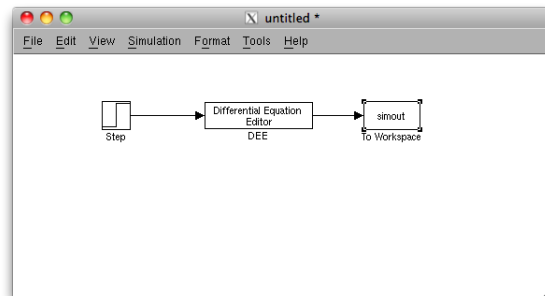 X untitled *
File Edit View Simulation Format Tools Help
Differential Equation
Editor
simout
Step
DEE
To Workspace